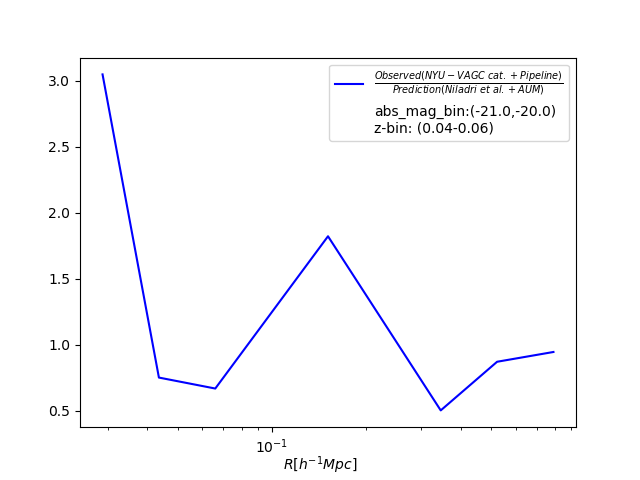 3.0
2.5
2.0
1.5
1.0
0.5
10⁻¹
R[h⁻¹Mpc]
Observed(NYU − VAGC cat. + Pipeline)
Prediction(Niladri et al. + AUM)
abs_mag_bin:(-21.0,-20.0)
z-bin: (0.04-0.06)